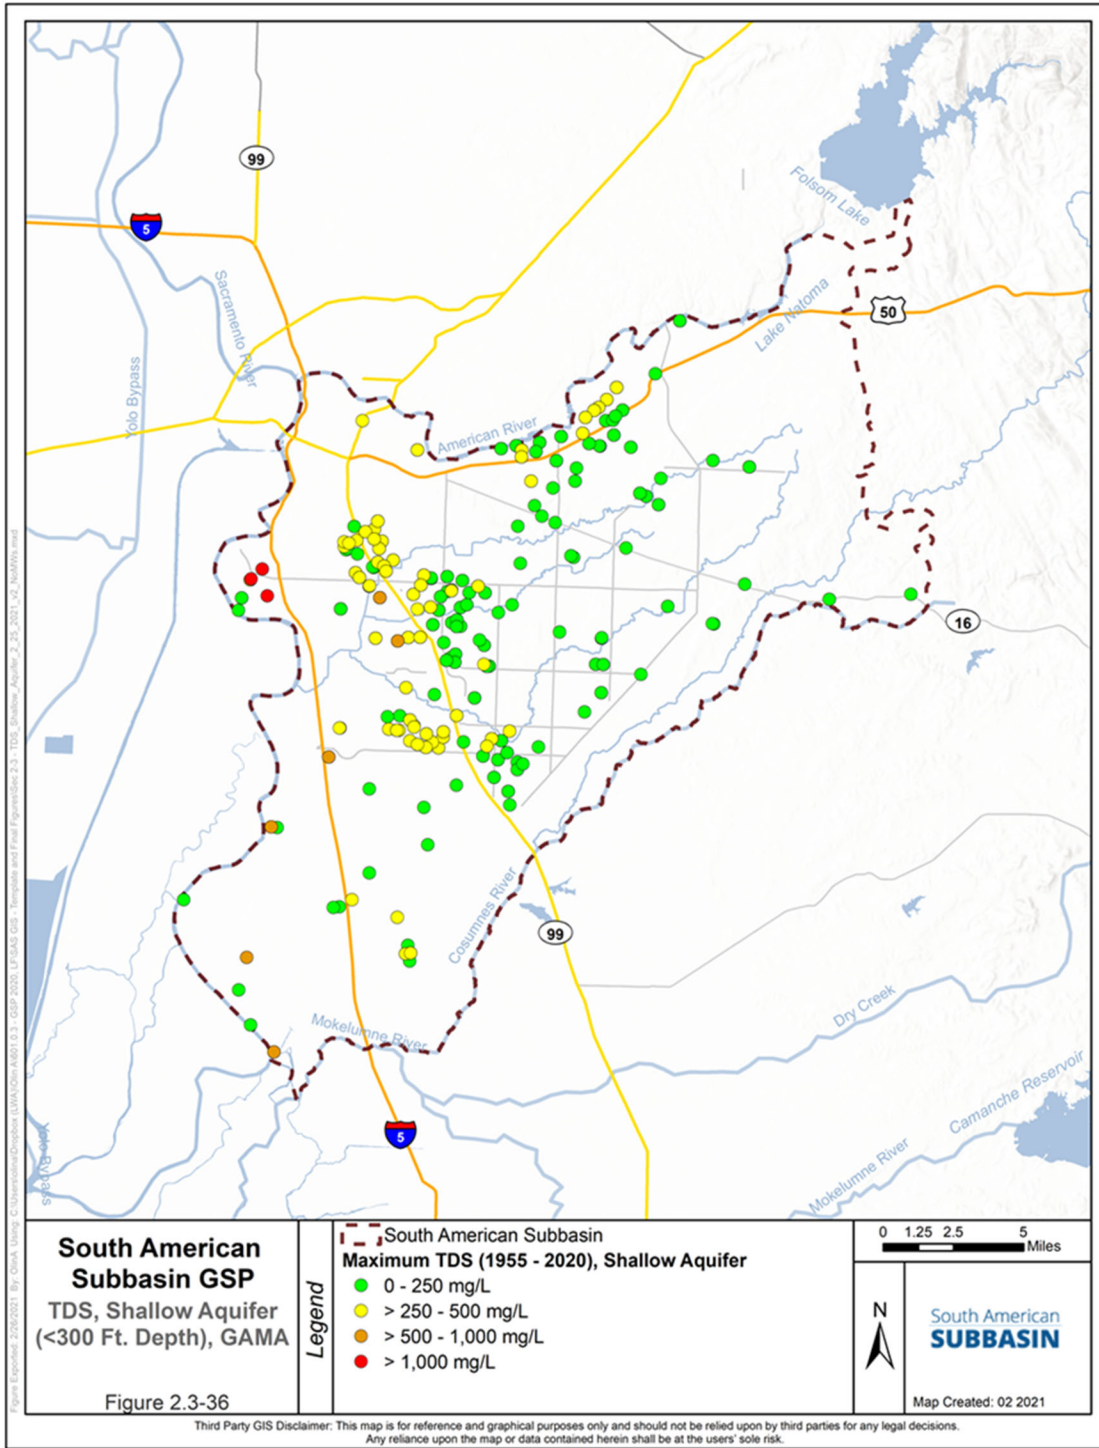 99
5
Folsom Lake
Sacramento River
Lake Natoma
50
Yolo Bypass
American River
16
Cosumnes River
99
Mokelumne River
Dry Creek
Camanche Reservoir
5
Mokelumne River
Yolo Bypass
South American
Subbasin GSP
TDS, Shallow Aquifer
(<300 Ft. Depth), GAMA
Figure 2.3-36
Legend
South American Subbasin
Maximum TDS (1955 - 2020), Shallow Aquifer
0 - 250 mg/L
> 250 - 500 mg/L
> 500 - 1,000 mg/L
> 1,000 mg/L
0 1.25 2.5 5
Miles
N
South American
SUBBASIN
Map Created: 02 2021
Third Party GIS Disclaimer: This map is for reference and graphical purposes only and should not be relied upon by third parties for any legal decisions.
Any reliance upon the map or data contained herein shall be at the users' sole risk.